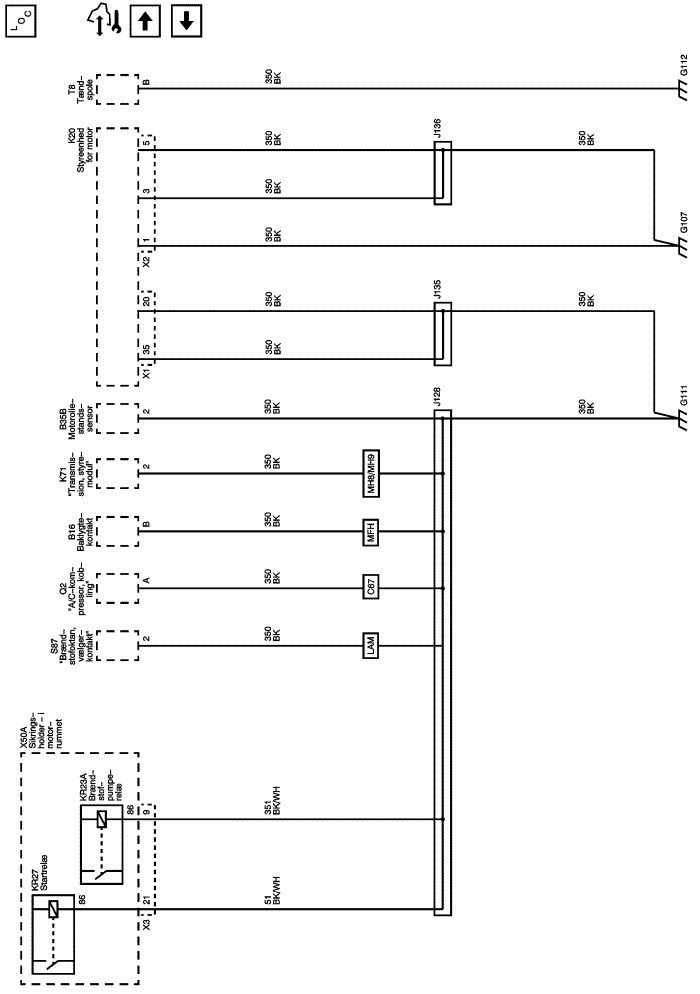 LOC
T8
Tænd–
spole
B
350
BK
G112
K20
Styreenhed
for motor
5
350
BK
J136
350
BK
3
350
BK
1
350
BK
G107
X2
20
350
BK
J135
350
BK
35
350
BK
X1
B35B
Motorolie–
stands–
sensor
2
350
BK
J128
350
BK
G111
K71
"Transmis–
sion, styre–
modul"
2
350
BK
MH8/MH9
B16
Baklygte–
kontakt
B
350
BK
MFH
Q2
"A/C–kom–
pressor, kob–
ling"
A
350
BK
C67
S87
"Brænd–
stoføktan,
vælger–
kontakt"
2
350
BK
LAM
X50A
Sikrings–
holder – i
motor–
rummet
KR23A
Brænd–
stof–
pumpe–
relæ
86
9
351
BK/WH
KR27
Startrelæ
86
21
51
BK/WH
X3